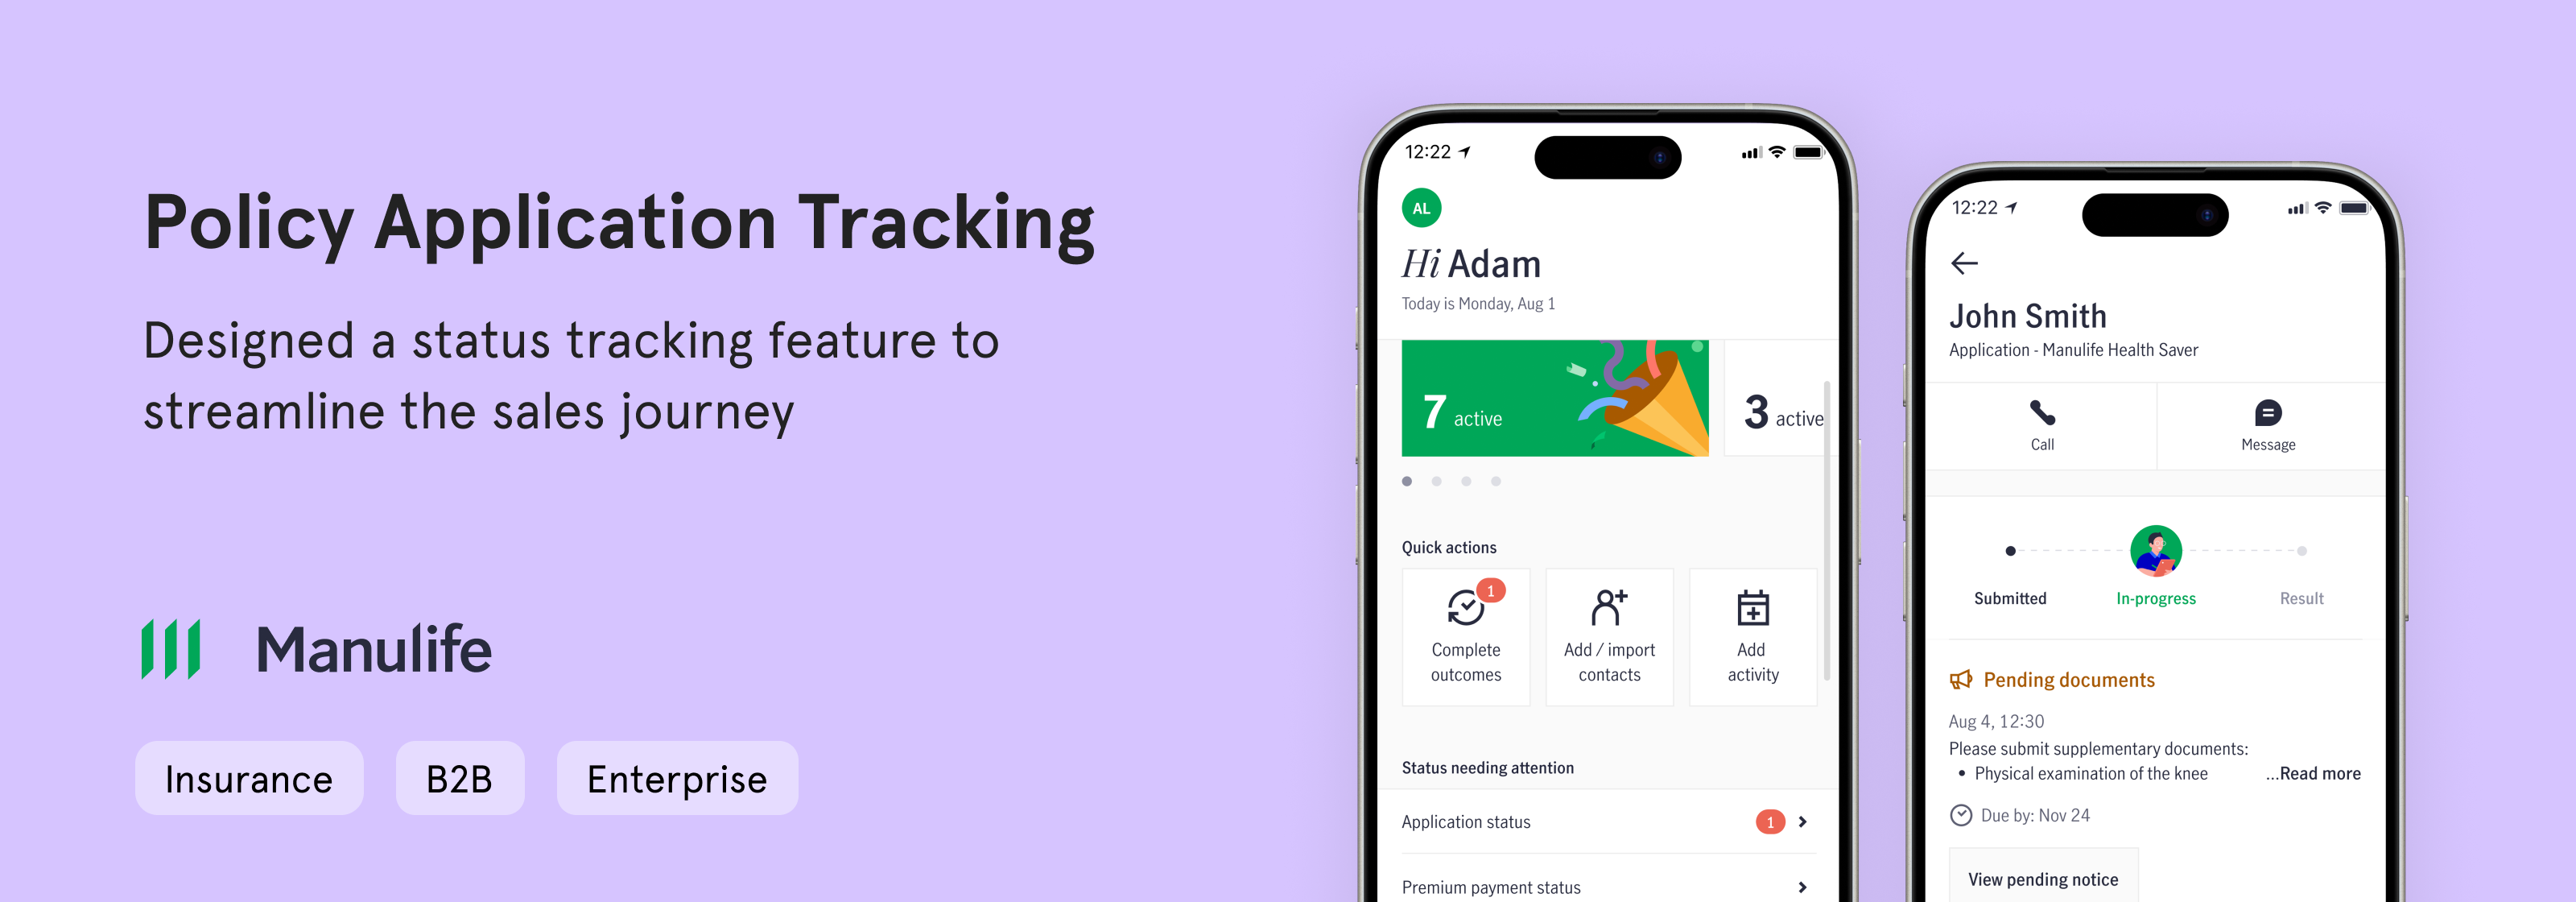 Policy Application Tracking
Designed a status tracking feature to
streamline the sales journey
Manulife
Insurance
B2B
Enterprise
12:22
AL
Hi Adam
Today is Monday, Aug 1
7 active
3 active
Quick actions
1
Complete
outcomes
Add / import
contacts
Add
activity
Status needing attention
Application status 1
Premium payment status
12:22
John Smith
Application - Manulife Health Saver
Call
Message
Submitted
In-progress
Result
Pending documents
Aug 4, 12:30
Please submit supplementary documents:
• Physical examination of the knee ...Read more
Due by: Nov 24
View pending notice